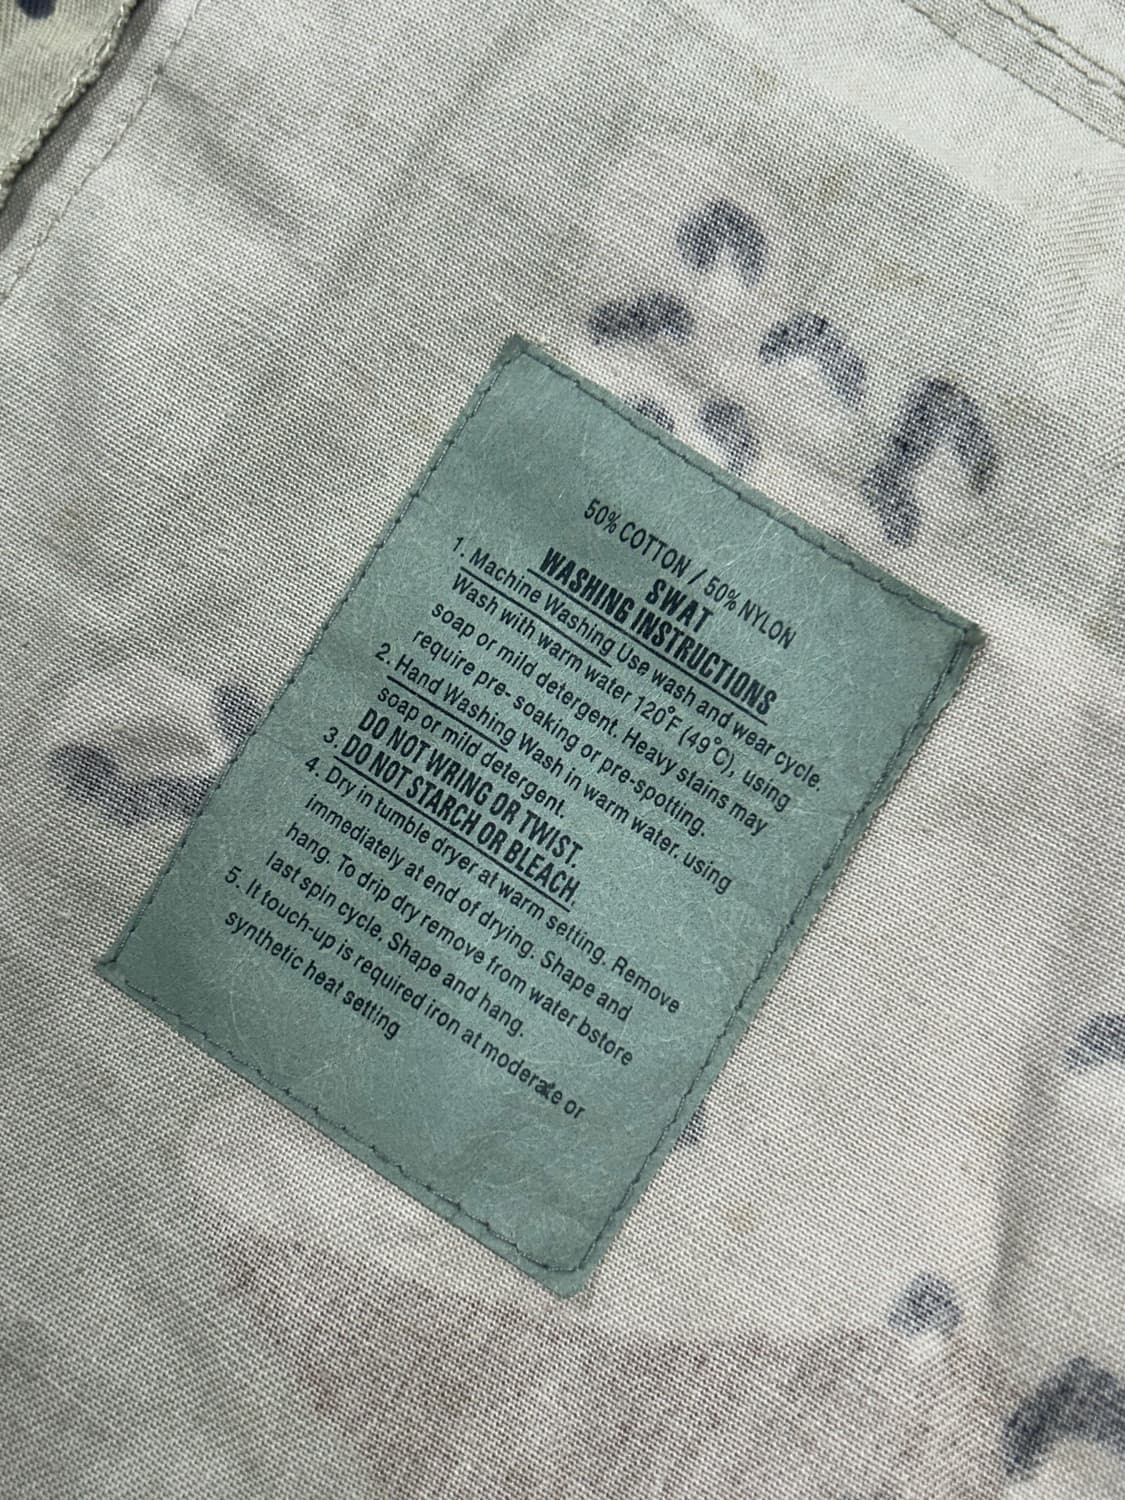 50% COTTON / 50% NYLON
SWAT
WASHING INSTRUCTIONS
1. Machine Washing Use wash and wear cycle.
Wash with warm water 120°F (49°C), using
soap or mild detergent. Heavy stains may
require pre- soaking or pre-spotting.
2. Hand Washing Wash in warm water. using
soap or mild detergent.
DO NOT WRING OR TWIST.
3. DO NOT STARCH OR BLEACH.
4. Dry in tumble dryer at warm setting. Remove
immediately at end of drying. Shape and
hang. To drip dry remove from water bstore
last spin cycle. Shape and hang.
5. It touch-up is required iron at moderate or
synthetic heat setting